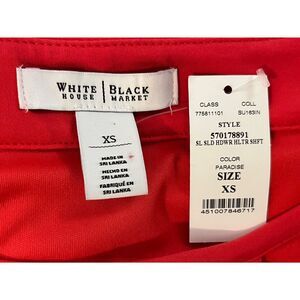 WHITE | BLACK
HOUSE | MARKET
XS
MADE IN
SRI LANKA
HECHO EN
SRI LANKA
FABRIQUÉ EN
SRI LANKA
CLASS COLL
775811101 SU163IN
STYLE
570178891
SL SLD HDWR HLTR SHFT
COLOR
PARADISE
SIZE
XS
451007646717